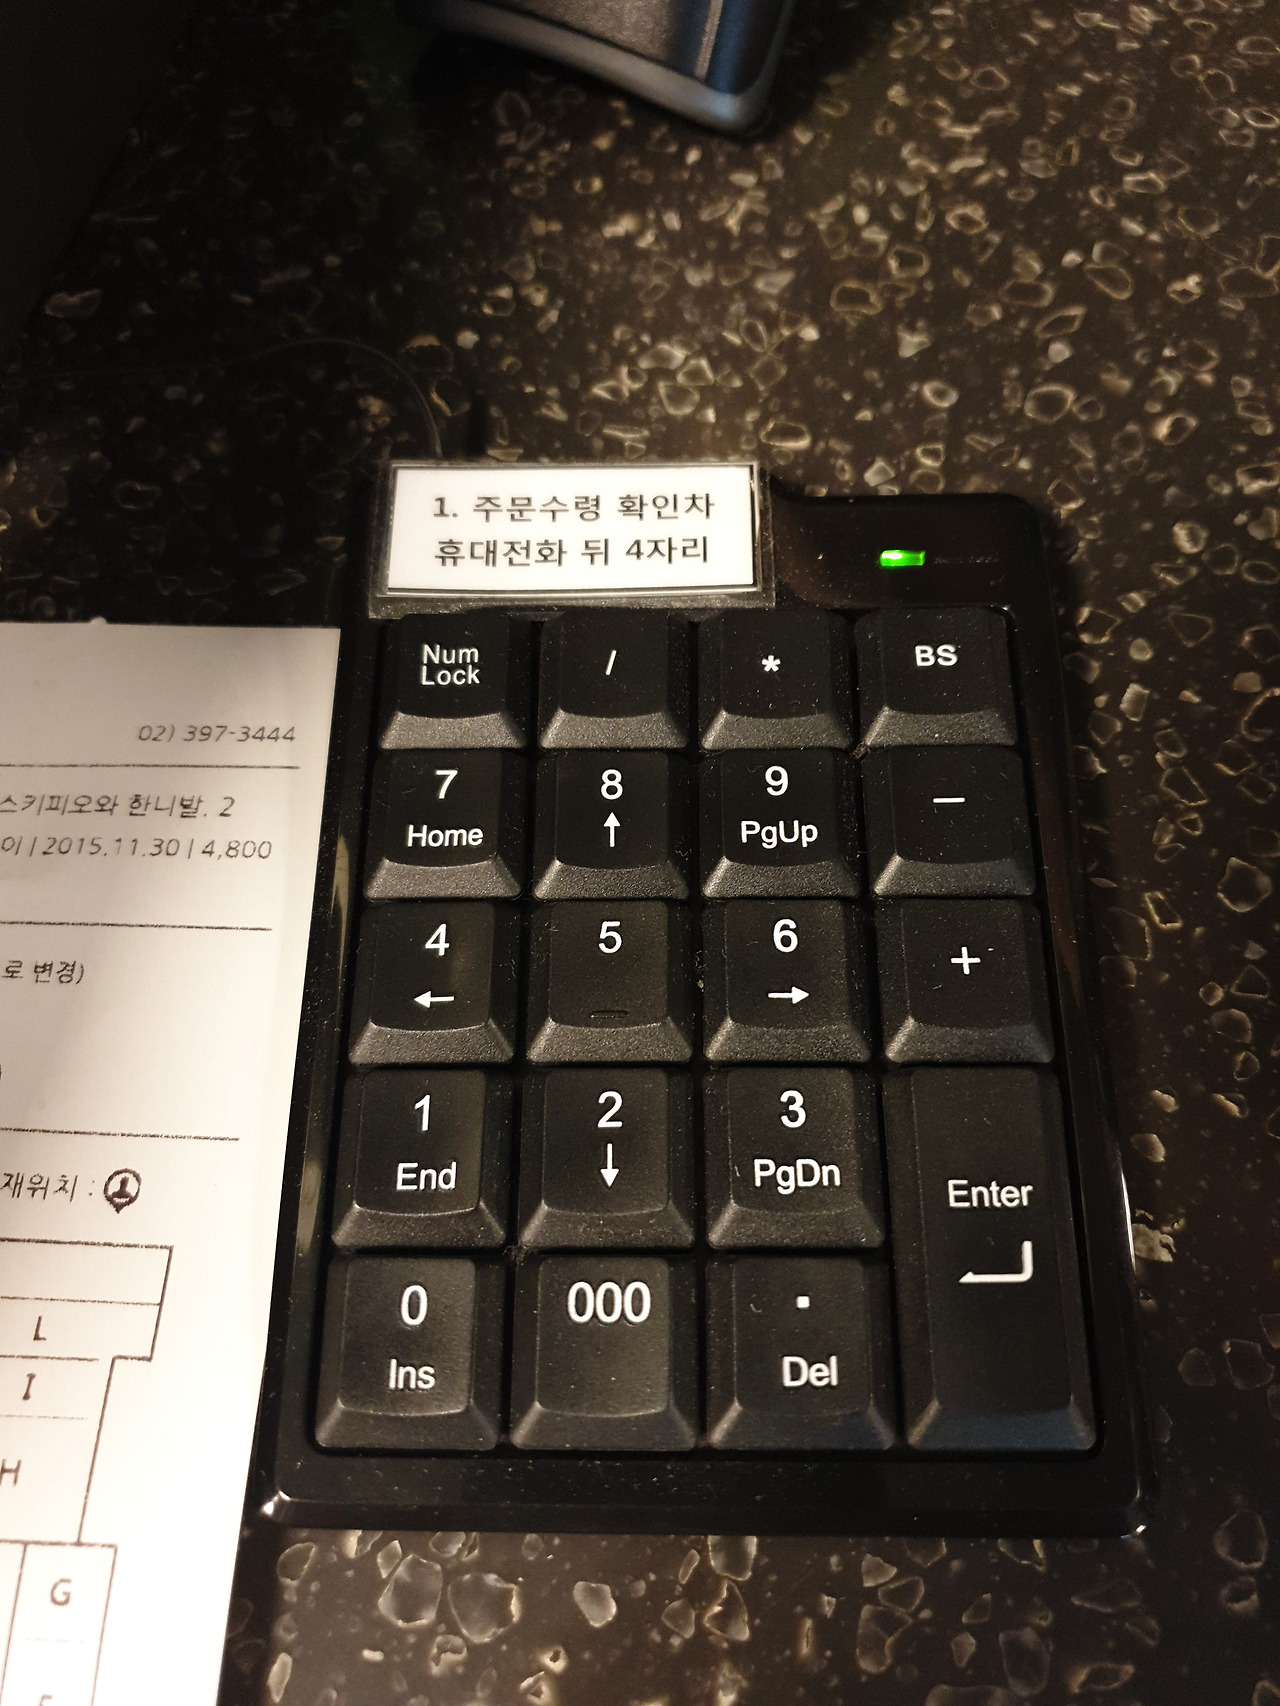 1. 주문수령 확인차
휴대전화 뒤 4자리
Num Lock / * BS
7 8 9 −
Home ↑ PgUp
4 5 6 +
← →
1 2 3
End ↓ PgDn
Enter
0 000 .
Ins Del
02) 397-3444
스키피오와 한니발. 2
| 2015.11.30 | 4,800
로 변경)
재위치 :
L
I
H
G